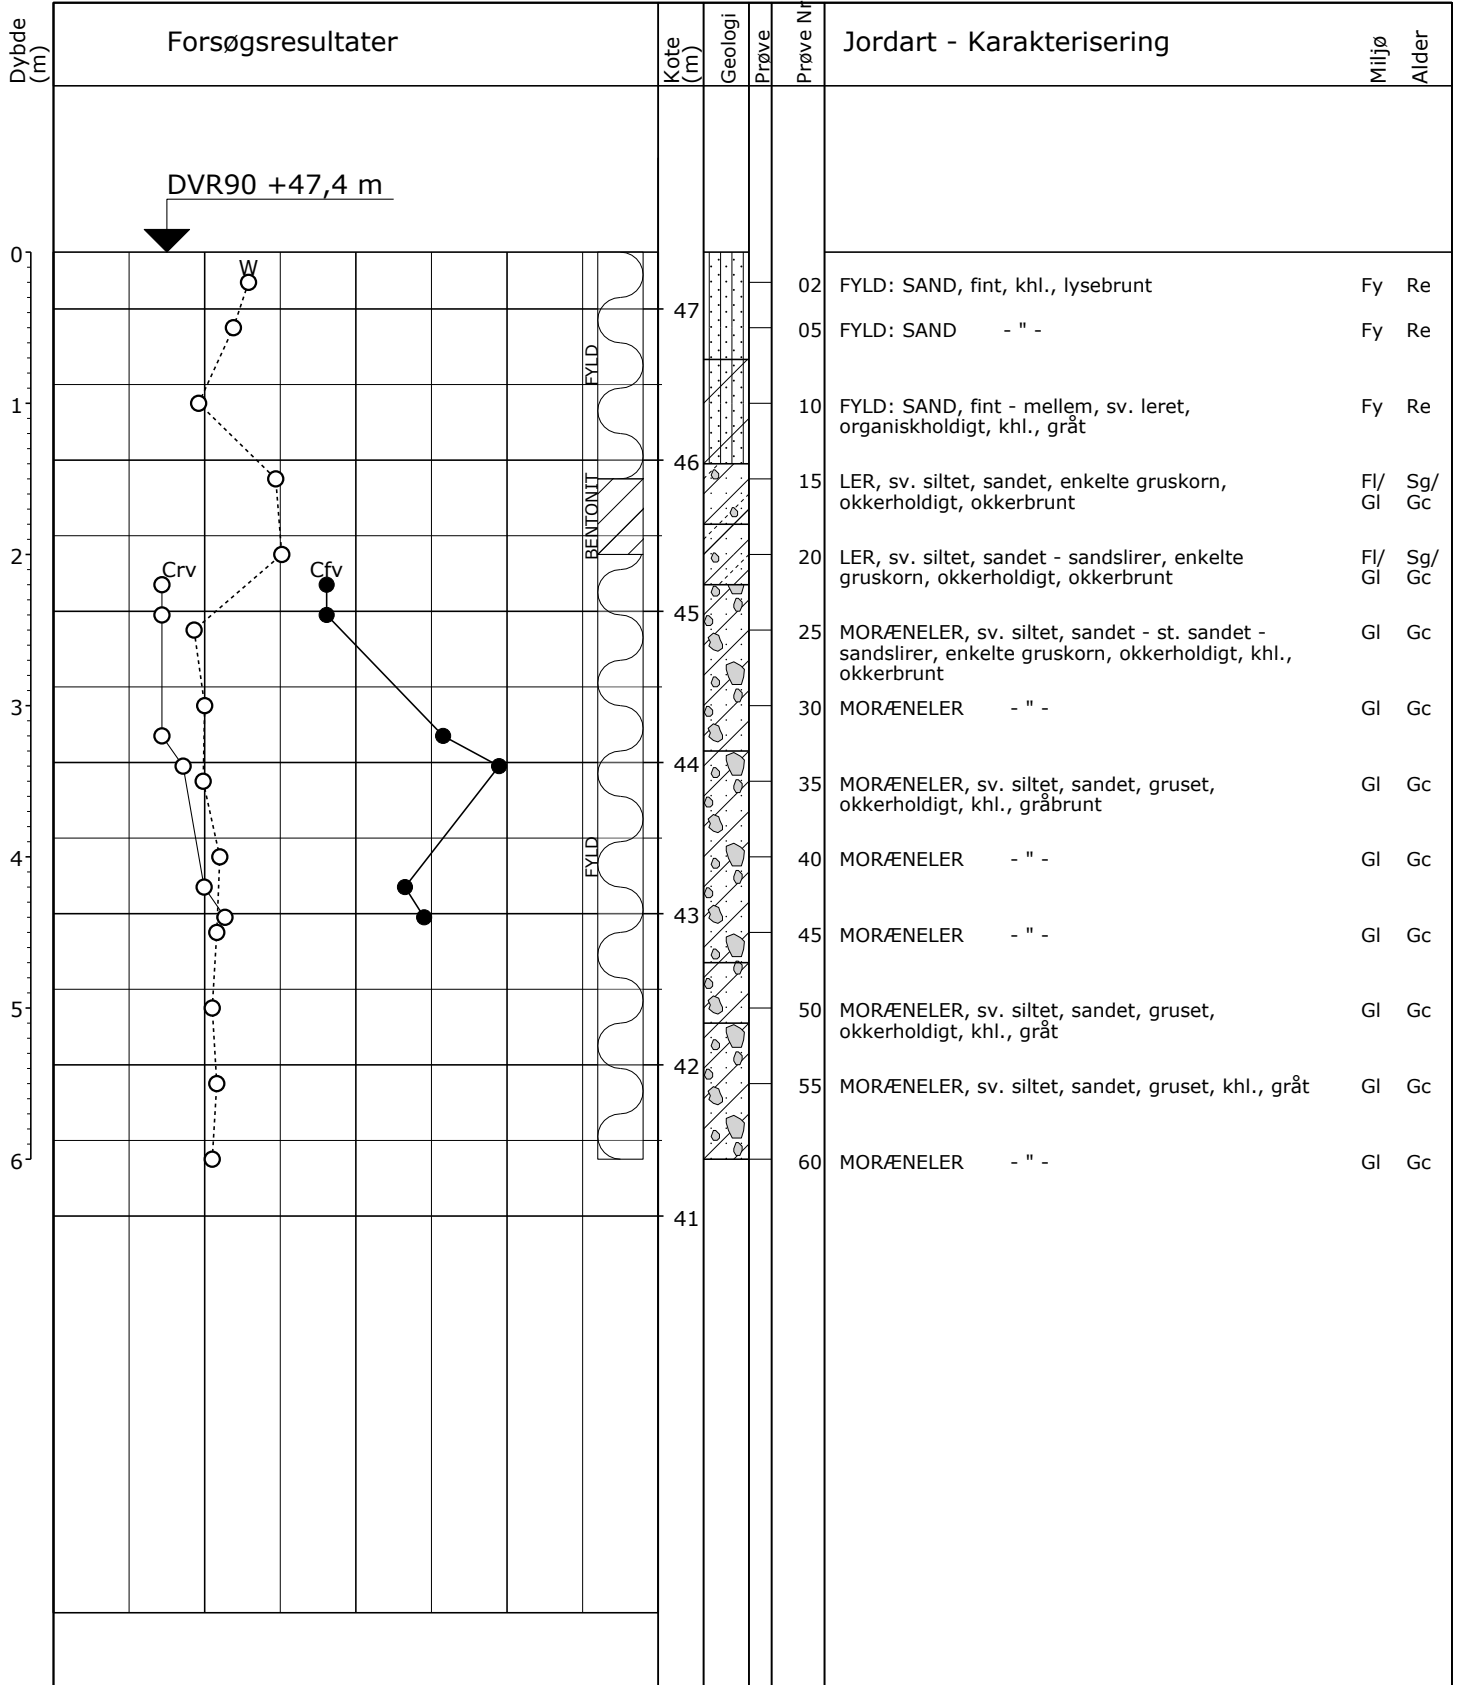 Dybde (m)
Forsøgsresultater
Kote (m)
Geologi
Prøve
Prøve Nr
Jordart - Karakterisering
Miljø
Alder
DVR90 +47,4 m
0
W
02 FYLD: SAND, fint, khl., lysebrunt Fy Re
47
05 FYLD: SAND - " - Fy Re
FYLD
1
10 FYLD: SAND, fint - mellem, sv. leret, Fy Re
organiskholdigt, khl., gråt
46
15 LER, sv. siltet, sandet, enkelte gruskorn, Fl/ Sg/
okkerholdigt, okkerbrunt Gl Gc
BENTONIT
2
20 LER, sv. siltet, sandet - sandslirer, enkelte Fl/ Sg/
gruskorn, okkerholdigt, okkerbrunt Gl Gc
Crv
Cfv
45
25 MORÆNELER, sv. siltet, sandet - st. sandet - Gl Gc
sandslirer, enkelte gruskorn, okkerholdigt, khl.,
okkerbrunt
3
30 MORÆNELER - " - Gl Gc
44
35 MORÆNELER, sv. siltet, sandet, gruset, Gl Gc
okkerholdigt, khl., gråbrunt
FYLD
4
40 MORÆNELER - " - Gl Gc
43
45 MORÆNELER - " - Gl Gc
5
50 MORÆNELER, sv. siltet, sandet, gruset, Gl Gc
okkerholdigt, khl., gråt
42
55 MORÆNELER, sv. siltet, sandet, gruset, khl., gråt Gl Gc
6
60 MORÆNELER - " - Gl Gc
41